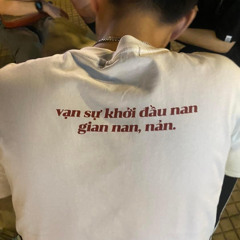 vạn sự khởi đầu nan
gian nan, nản.